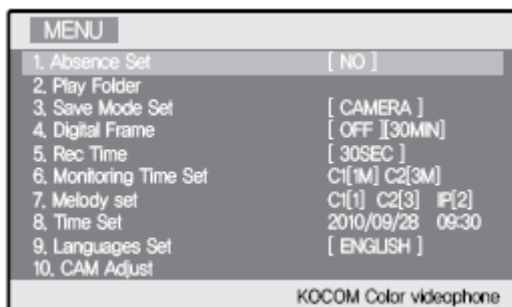 MENU
1. Absence Set [ NO ]
2. Play Folder
3. Save Mode Set [ CAMERA ]
4. Digital Frame [ OFF ][30MIN]
5. Rec Time [ 30SEC ]
6. Monitoring Time Set C1[1M] C2[3M]
7. Melody set C1[1] C2[3] IP[2]
8. Time Set 2010/09/28 09:30
9. Languages Set [ ENGLISH ]
10. CAM Adjust
KOCOM Color videophone